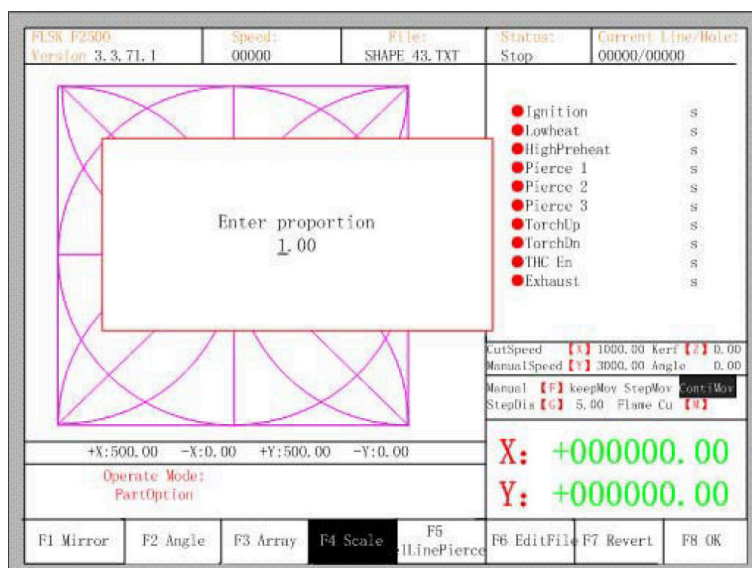 FLSK F2500
Version 3.3.71.1
Speed:
00000
File:
SHAPE 43.TXT
Status:
Stop
Current Line/Hole:
00000/00000
Ignition s
Lowheat s
HighPreheat s
Pierce 1 s
Pierce 2 s
Pierce 3 s
TorchUp s
TorchDn s
THC En s
Exhaust s
Enter proportion
1.00
CutSpeed 【X】 1000.00 Kerf 【Z】 0.00
ManualSpeed 【Y】 3000.00 Angle 0.00
Manual 【F】 keepMov StepMov ContiMov
StepDis 【G】 5.00 Flame Cu 【M】
+X:500.00 -X:0.00 +Y:500.00 -Y:0.00
Operate Mode:
PartOption
X: +000000.00
Y: +000000.00
F1 Mirror
F2 Angle
F3 Array
F4 Scale
F5
llLinePierce
F6 EditFile
F7 Revert
F8 OK